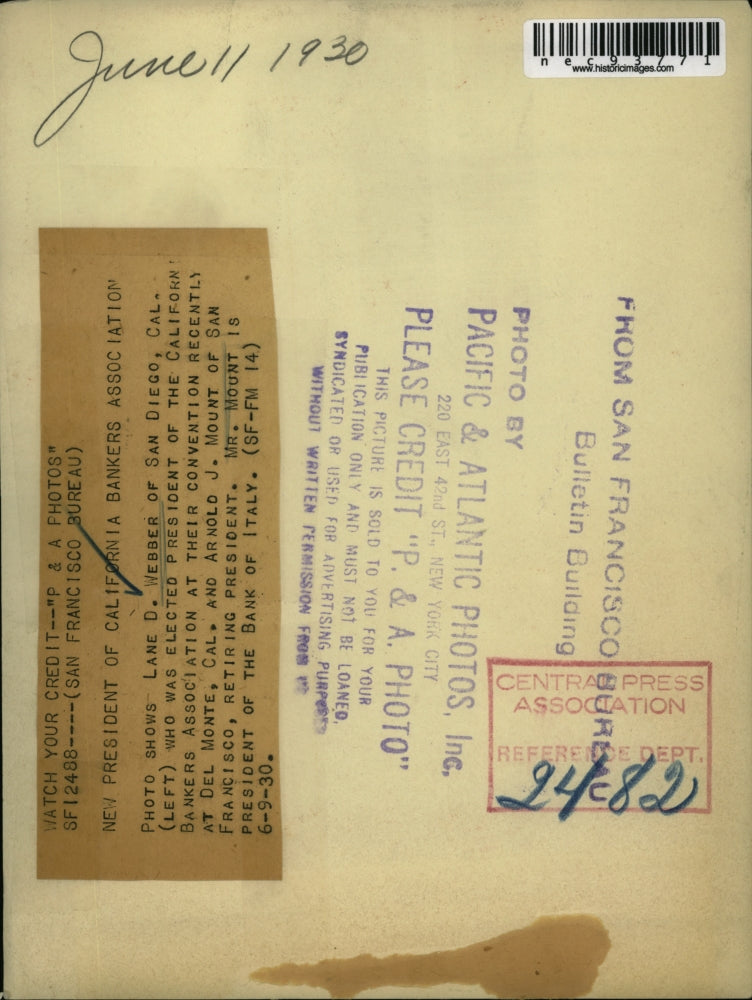 June 11 1930
nec93771
www.historicimages.com
WATCH YOUR CREDIT--"P & A PHOTOS"
SF12488----(SAN FRANCISCO BUREAU)
NEW PRESIDENT OF CALIFORNIA BANKERS ASSOCIATION
PHOTO SHOWS LANE D. WEBBER OF SAN DIEGO, CAL.
(LEFT) WHO WAS ELECTED PRESIDENT OF THE CALIFORNI
BANKERS ASSOCIATION AT THEIR CONVENTION RECENTLY
AT DEL MONTE, CAL. AND ARNOLD J. MOUNT OF SAN
FRANCISCO, RETIRING PRESIDENT. MR. MOUNT IS
PRESIDENT OF THE BANK OF ITALY. (SF-FM 14)
6-9-30.
FROM SAN FRANCISCO BUREAU
Bulletin Building
PHOTO BY
PACIFIC & ATLANTIC PHOTOS, Inc,
220 EAST 42nd ST., NEW YORK CITY
PLEASE CREDIT "P. & A. PHOTO"
THIS PICTURE IS SOLD TO YOU FOR YOUR
PUBLICATION ONLY AND MUST NOT BE LOANED,
SYNDICATED OR USED FOR ADVERTISING PURPOSES
WITHOUT WRITTEN PERMISSION FROM US
CENTRAL PRESS
ASSOCIATION
REFERENCE DEPT.
2482